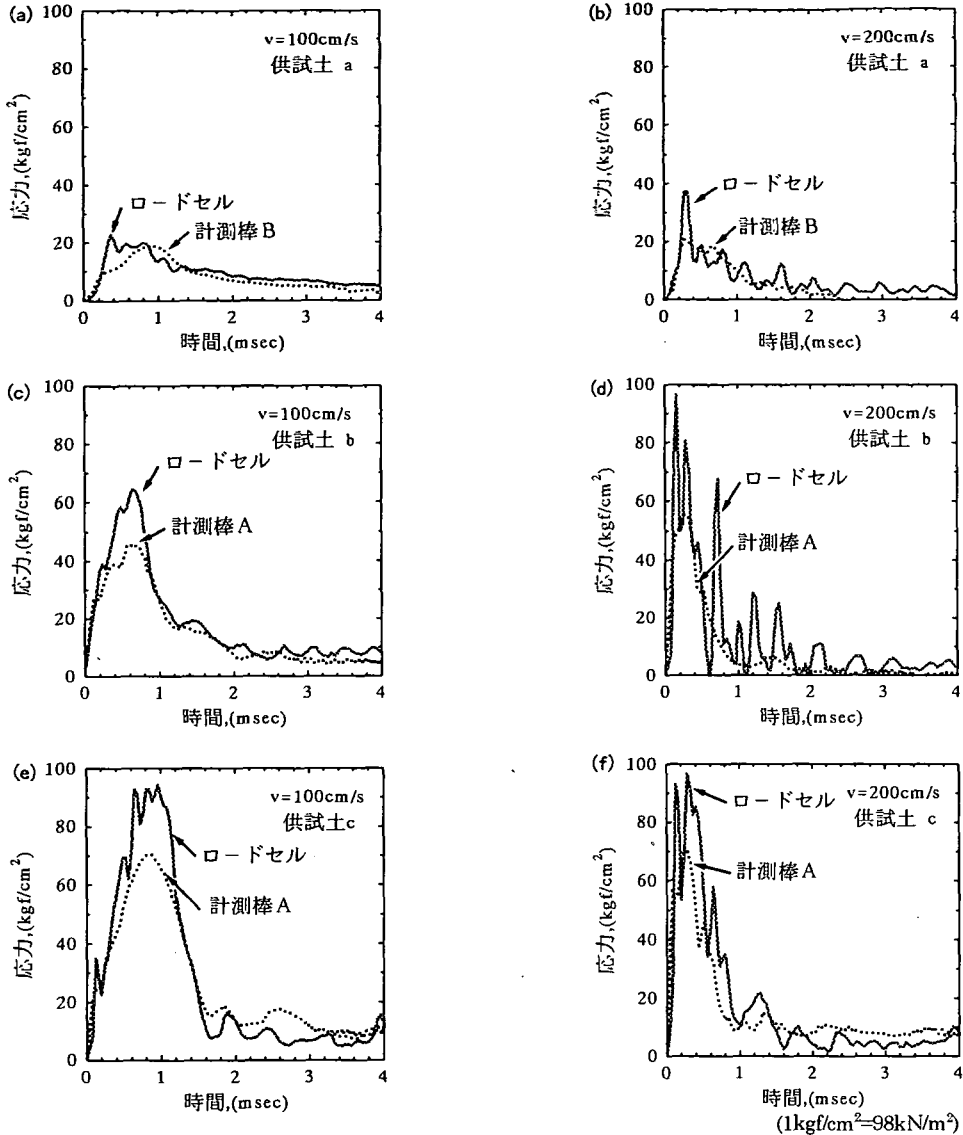 (a)
100
80
60
40
20
0
応力,(kgf/cm²)
v=100cm/s
供試土 a
ロードセル
計測棒B
0 1 2 3 4
時間,(msec)
(b)
100
80
60
40
20
0
応力,(kgf/cm²)
v=200cm/s
供試土 a
ロードセル
計測棒B
0 1 2 3 4
時間,(msec)
(c)
100
80
60
40
20
0
応力,(kgf/cm²)
v=100cm/s
供試土 b
ロードセル
計測棒A
0 1 2 3 4
時間,(msec)
(d)
100
80
60
40
20
0
応力,(kgf/cm²)
v=200cm/s
供試土 b
ロードセル
計測棒A
0 1 2 3 4
時間,(msec)
(e)
100
80
60
40
20
0
応力,(kgf/cm²)
v=100cm/s
供試土c
ロードセル
計測棒A
0 1 2 3 4
時間,(msec)
(f)
100
80
60
40
20
0
応力,(kgf/cm²)
ロードセル
v=200cm/s
供試土 c
計測棒A
0 1 2 3 4
時間,(msec)
(1kgf/cm²=98kN/m²)